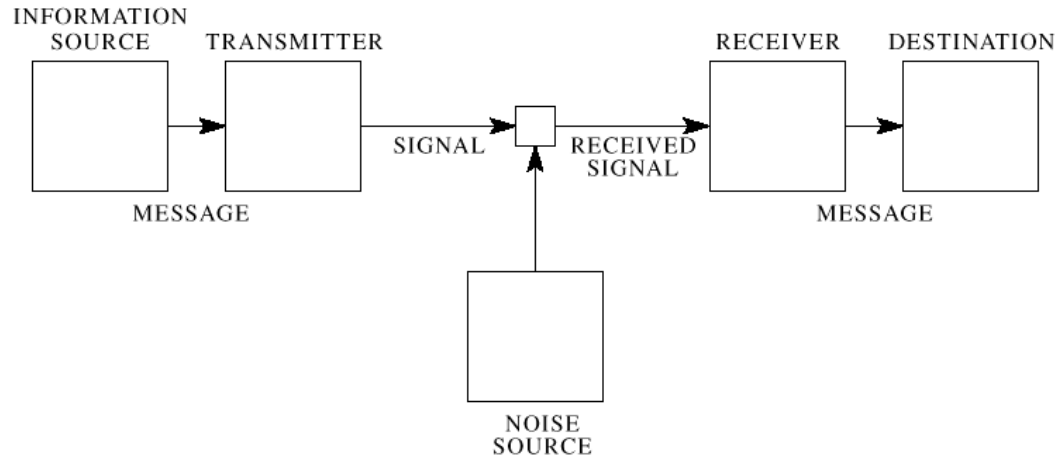 INFORMATION
SOURCE
TRANSMITTER
RECEIVER
DESTINATION
SIGNAL
RECEIVED
SIGNAL
MESSAGE
MESSAGE
NOISE
SOURCE